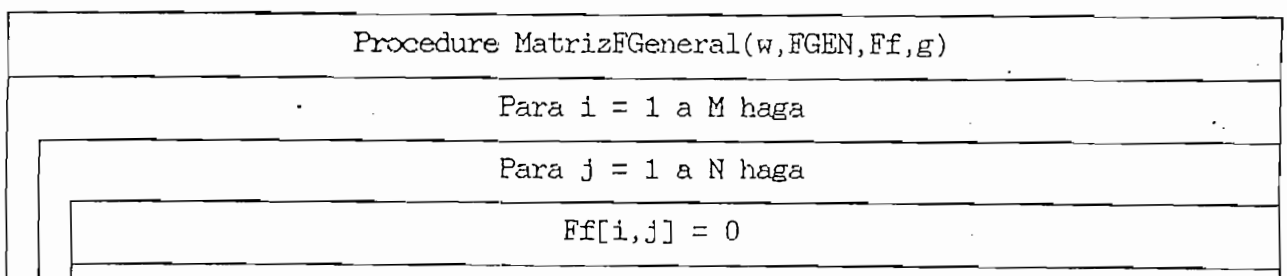 Procedure MatrizFGeneral(w,FGEN,Ff,g)
Para i = 1 a M haga
Para j = 1 a N haga
Ff[i,j] = 0